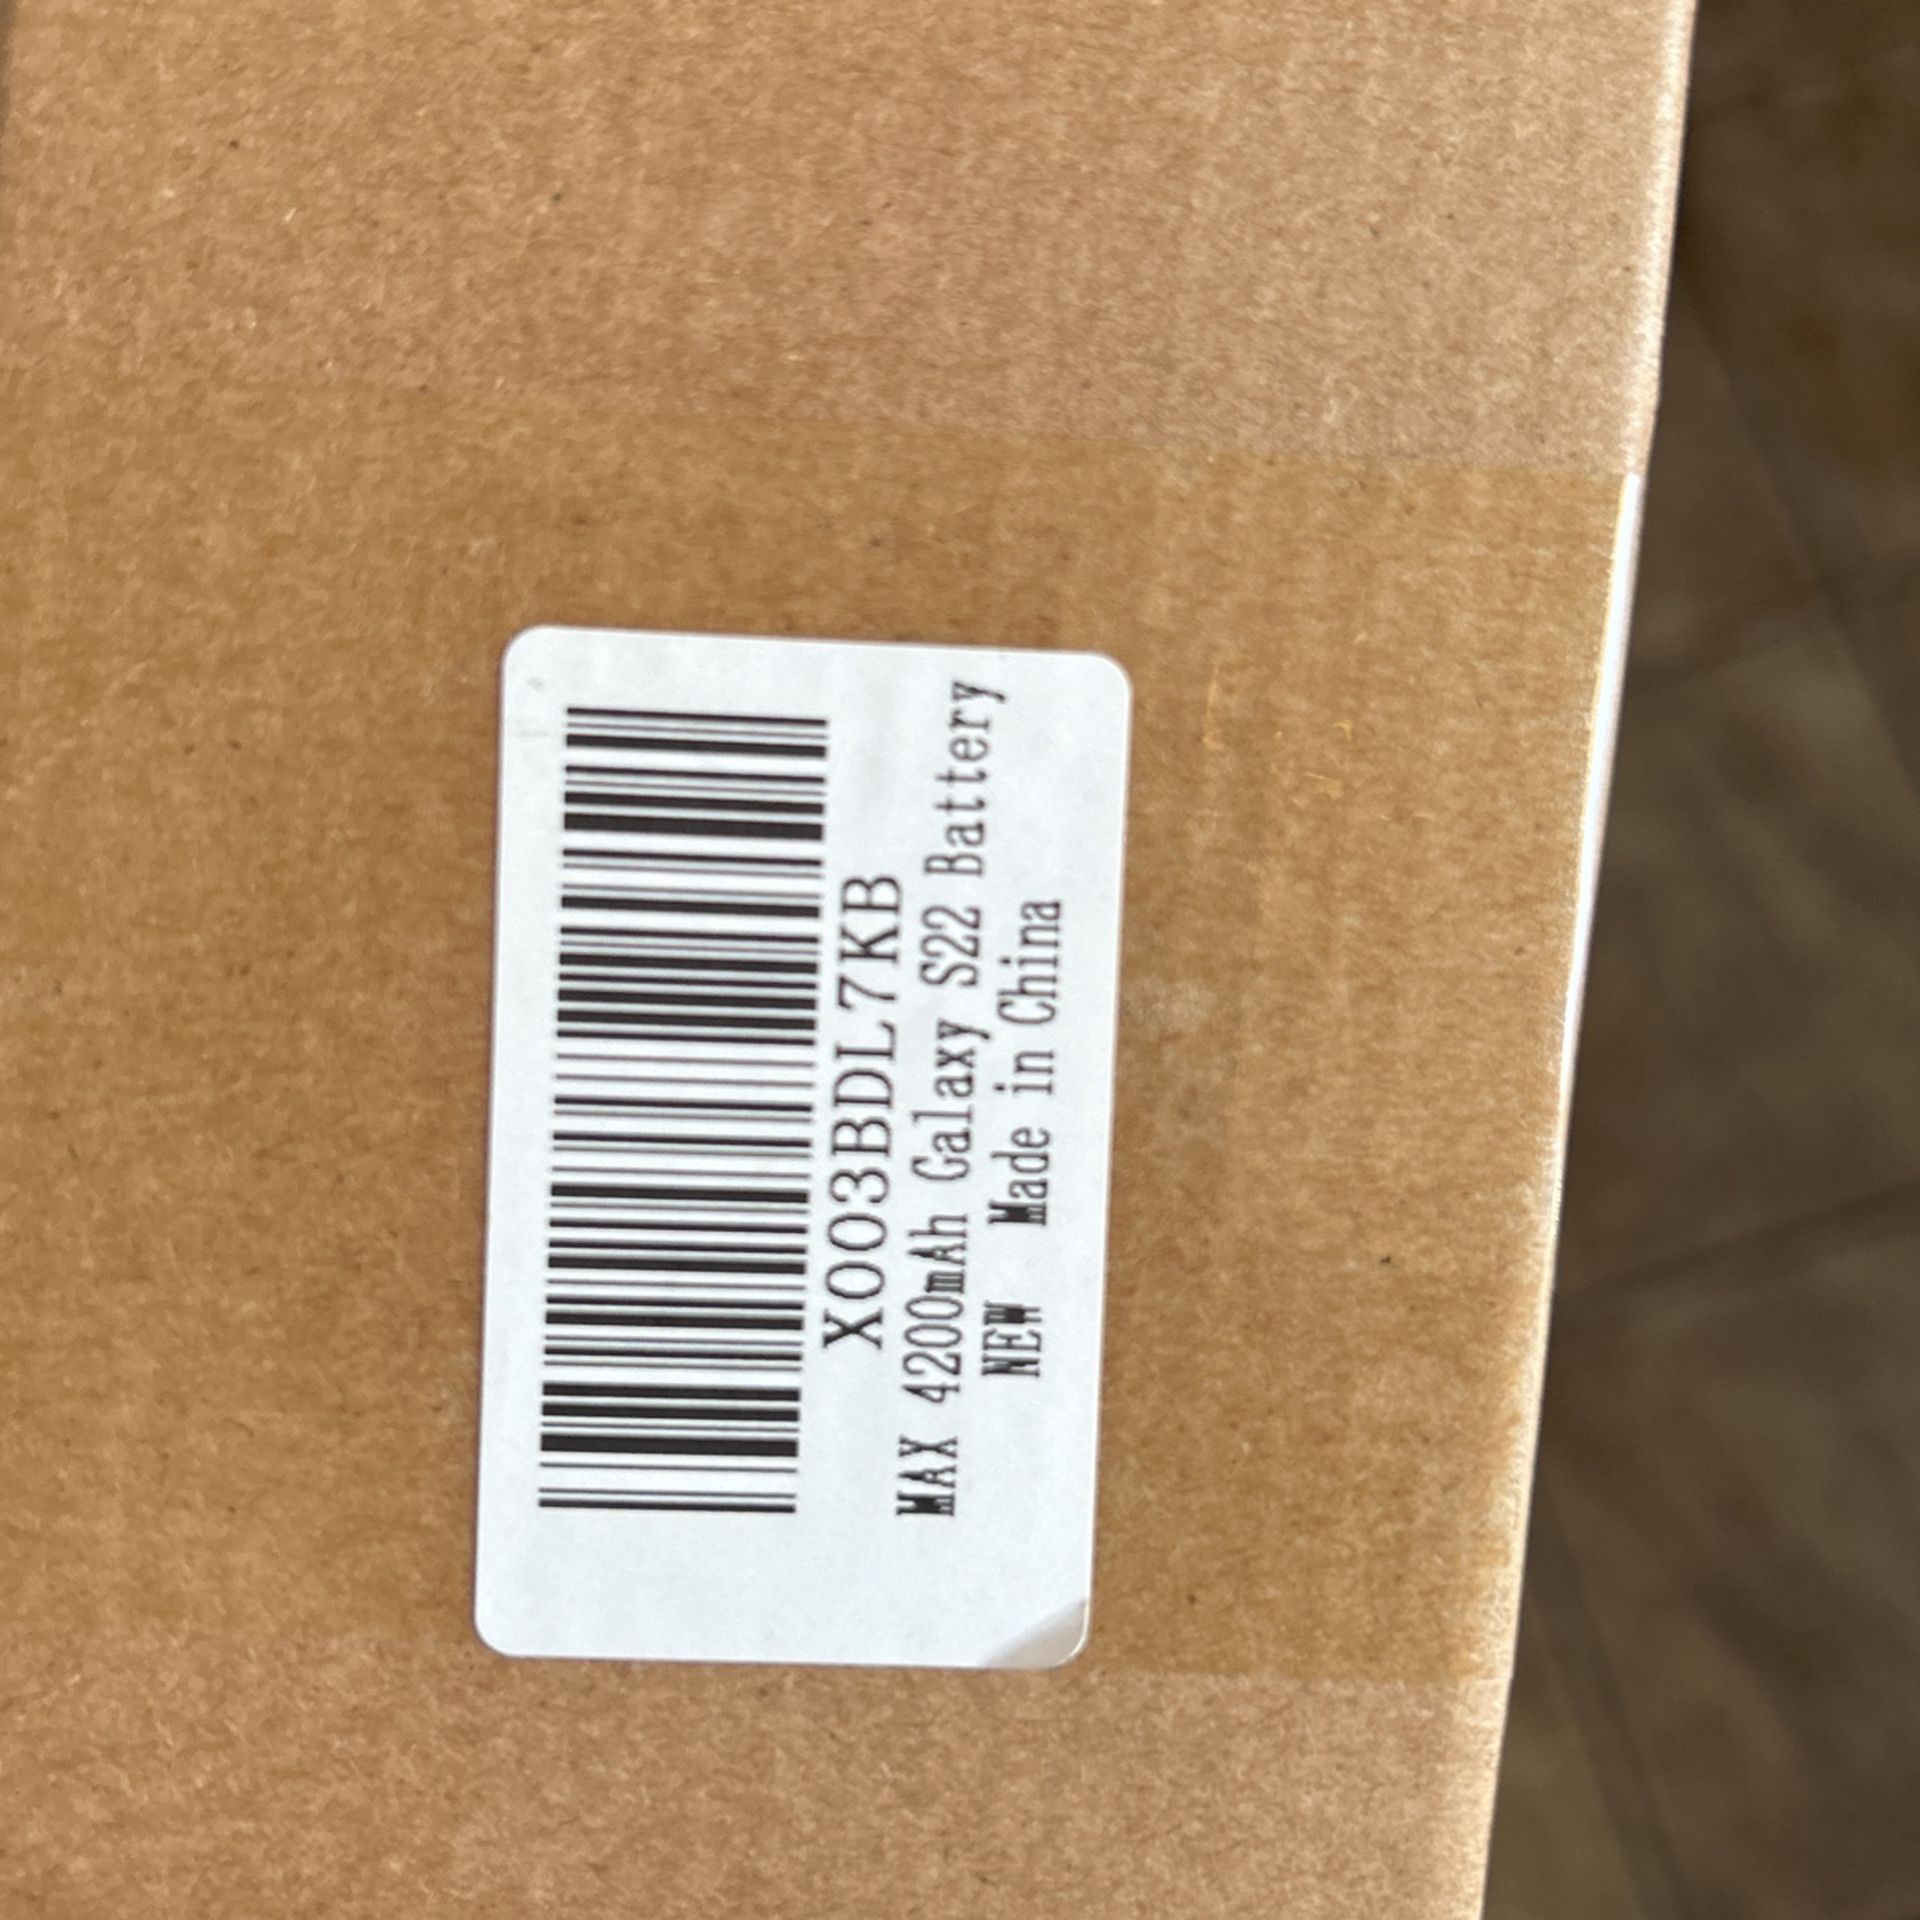 X003BDL7KB
MAX 4200mAh Galaxy S22 Battery
NEW Made in China